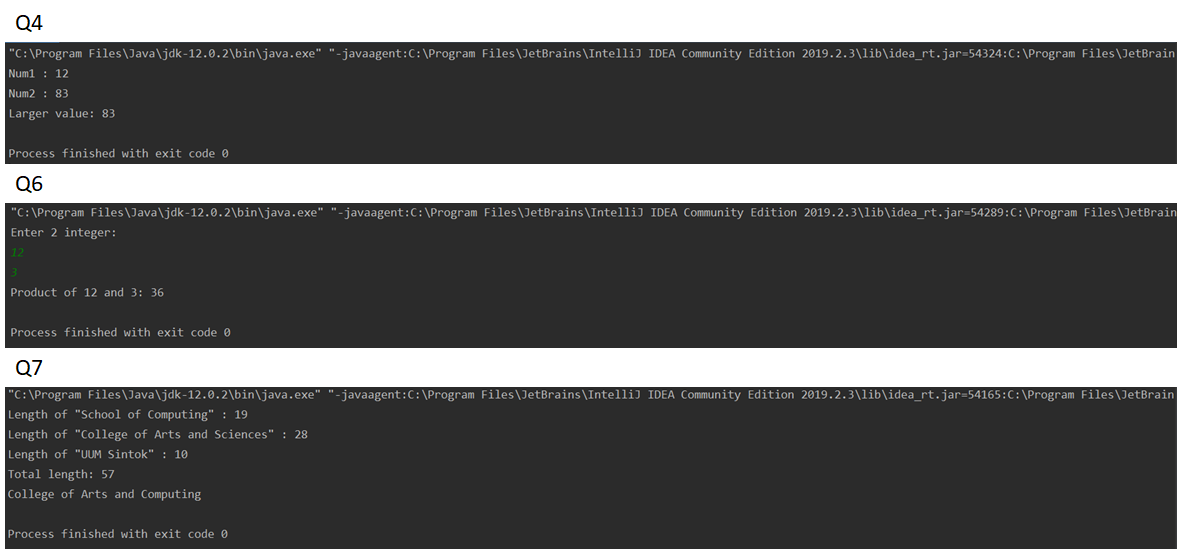 Q4
"C:\Program Files\Java\jdk-12.0.2\bin\java.exe" "-javaagent:C:\Program Files\JetBrains\IntelliJ IDEA Community Edition 2019.2.3\lib\idea_rt.jar=54324:C:\Program Files\JetBrain
Num1 : 12
Num2 : 83
Larger value: 83
Process finished with exit code 0
Q6
"C:\Program Files\Java\jdk-12.0.2\bin\java.exe" "-javaagent:C:\Program Files\JetBrains\IntelliJ IDEA Community Edition 2019.2.3\lib\idea_rt.jar=54289:C:\Program Files\JetBrain
Enter 2 integer:
12
3
Product of 12 and 3: 36
Process finished with exit code 0
Q7
"C:\Program Files\Java\jdk-12.0.2\bin\java.exe" "-javaagent:C:\Program Files\JetBrains\IntelliJ IDEA Community Edition 2019.2.3\lib\idea_rt.jar=54165:C:\Program Files\JetBrain
Length of "School of Computing" : 19
Length of "College of Arts and Sciences" : 28
Length of "UUM Sintok" : 10
Total length: 57
College of Arts and Computing
Process finished with exit code 0